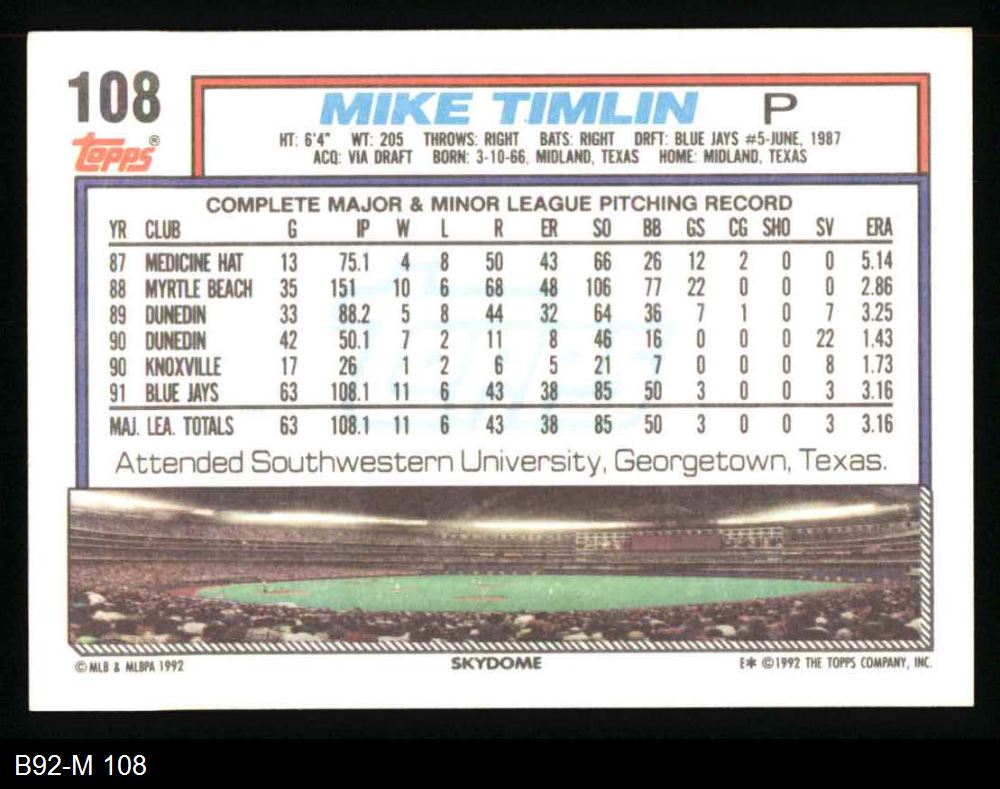 108
Topps®
MIKE TIMLIN P
HT: 6'4" WT: 205 THROWS: RIGHT BATS: RIGHT DRFT: BLUE JAYS #5-JUNE, 1987
ACQ: VIA DRAFT BORN: 3-10-66, MIDLAND, TEXAS HOME: MIDLAND, TEXAS
COMPLETE MAJOR & MINOR LEAGUE PITCHING RECORD
YR CLUB G IP W L R ER SO BB GS CG SHO SV ERA
87 MEDICINE HAT 13 75.1 4 8 50 43 66 26 12 2 0 0 5.14
88 MYRTLE BEACH 35 151 10 6 68 48 106 77 22 0 0 0 2.86
89 DUNEDIN 33 88.2 5 8 44 32 64 36 7 1 0 7 3.25
90 DUNEDIN 42 50.1 7 2 11 8 46 16 0 0 0 22 1.43
90 KNOXVILLE 17 26 1 2 6 5 21 7 0 0 0 8 1.73
91 BLUE JAYS 63 108.1 11 6 43 38 85 50 3 0 0 3 3.16
MAJ. LEA. TOTALS 63 108.1 11 6 43 38 85 50 3 0 0 3 3.16
Attended Southwestern University, Georgetown, Texas.
© MLB & MLBPA 1992 SKYDOME E* © 1992 THE TOPPS COMPANY, INC.
B92-M 108